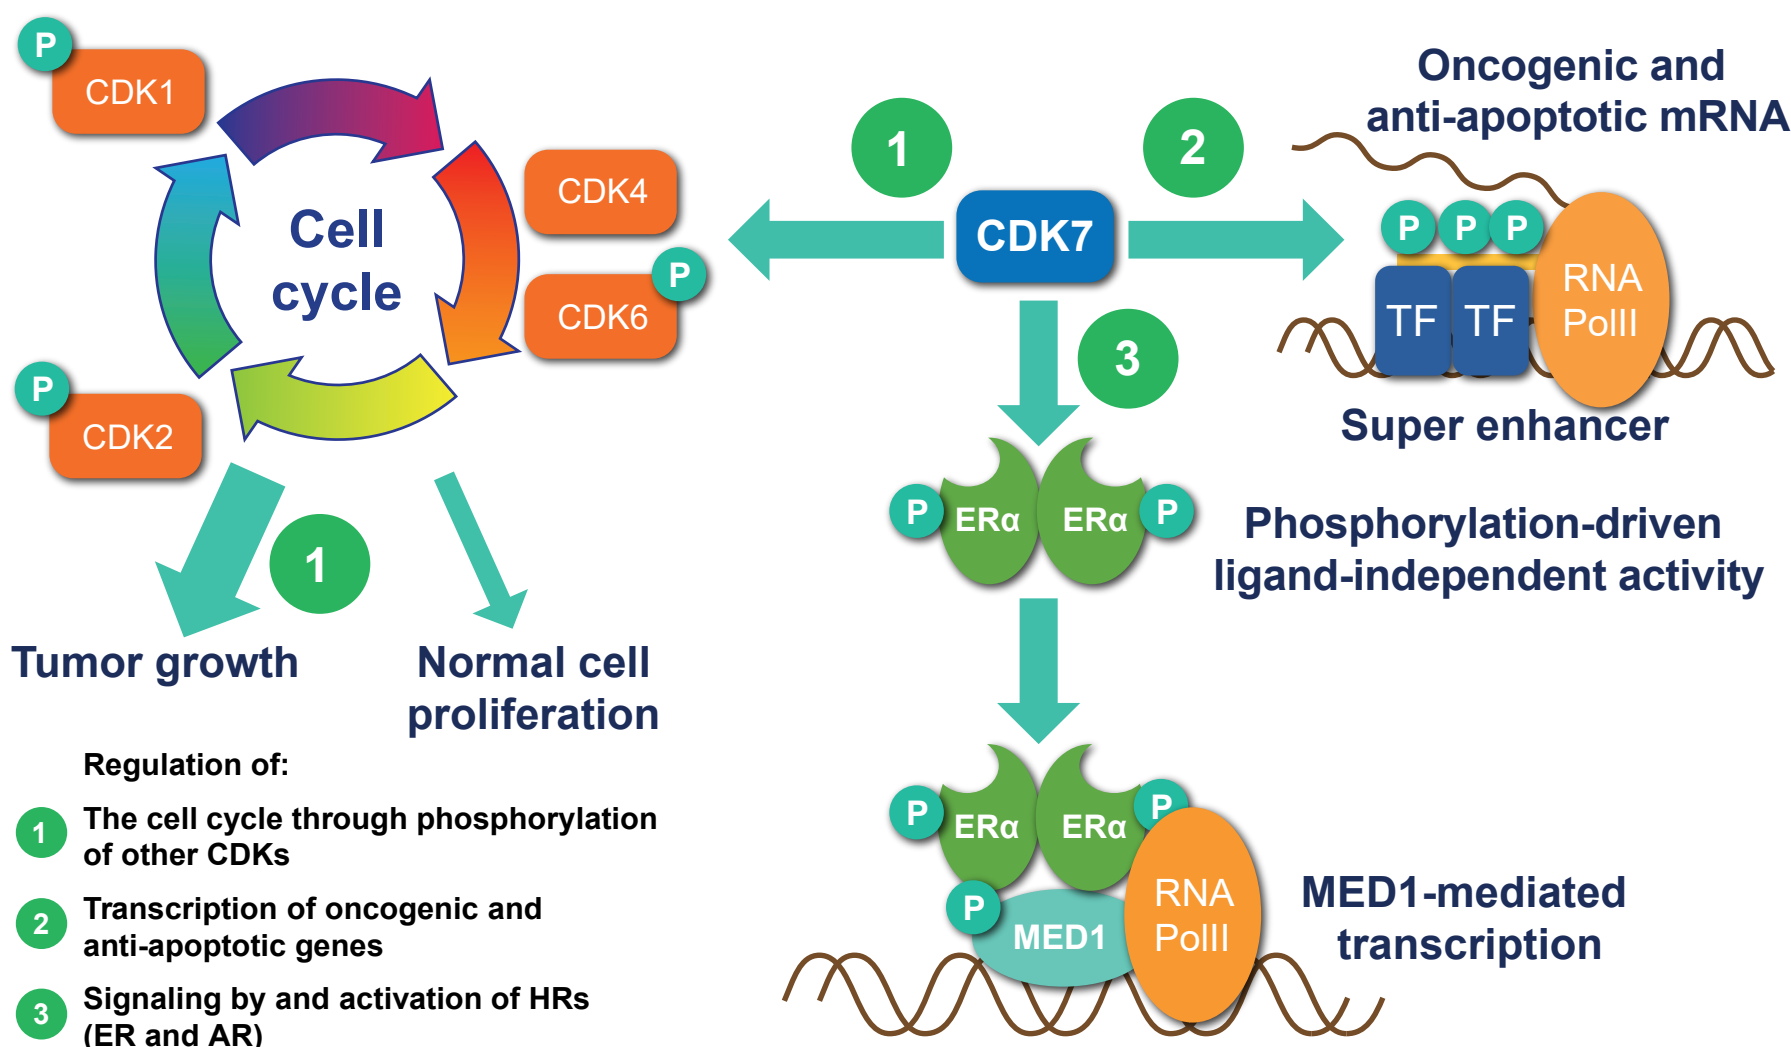 P
CDK1
CDK4
P
CDK6
P
CDK2
Cell
cycle
1
Tumor growth
Normal cell
proliferation
1
CDK7
2
3
Oncogenic and
anti-apoptotic mRNA
P P P
TF TF
RNA
PolII
Super enhancer
P ERα ERα P
Phosphorylation-driven
ligand-independent activity
P ERα ERα P
P
MED1
RNA
PolII
MED1-mediated
transcription
Regulation of:
1 The cell cycle through phosphorylation
of other CDKs
2 Transcription of oncogenic and
anti-apoptotic genes
3 Signaling by and activation of HRs
(ER and AR)